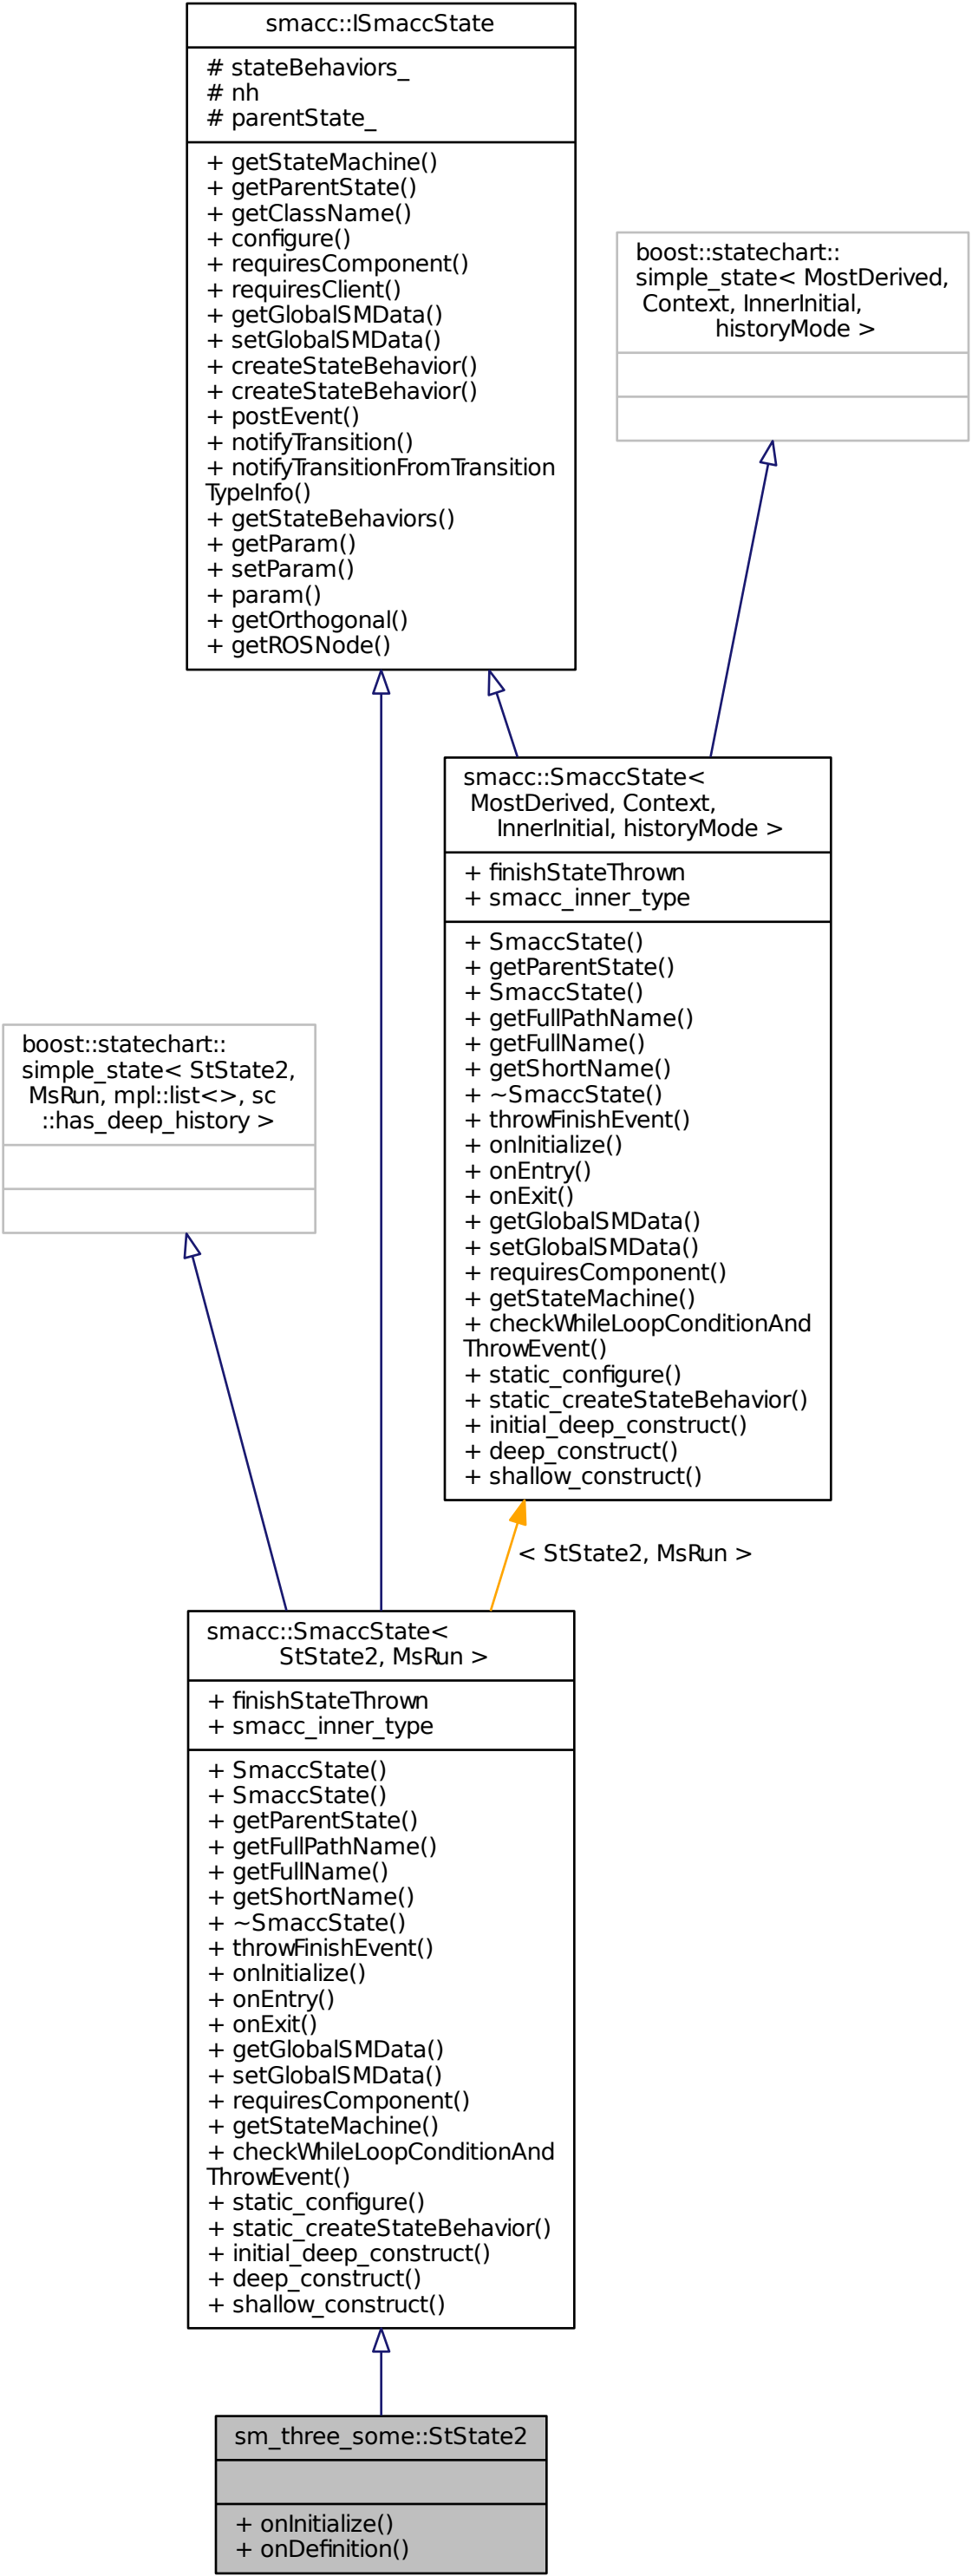 smacc::ISmaccState
# stateBehaviors_
# nh
# parentState_
+ getStateMachine()
+ getParentState()
+ getClassName()
+ configure()
+ requiresComponent()
+ requiresClient()
+ getGlobalSMData()
+ setGlobalSMData()
+ createStateBehavior()
+ createStateBehavior()
+ postEvent()
+ notifyTransition()
+ notifyTransitionFromTransition
TypeInfo()
+ getStateBehaviors()
+ getParam()
+ setParam()
+ param()
+ getOrthogonal()
+ getROSNode()
boost::statechart::
simple_state< MostDerived,
Context, InnerInitial,
historyMode >
smacc::SmaccState<
MostDerived, Context,
InnerInitial, historyMode >
+ finishStateThrown
+ smacc_inner_type
+ SmaccState()
+ getParentState()
+ SmaccState()
+ getFullPathName()
+ getFullName()
+ getShortName()
+ ~SmaccState()
+ throwFinishEvent()
+ onInitialize()
+ onEntry()
+ onExit()
+ getGlobalSMData()
+ setGlobalSMData()
+ requiresComponent()
+ getStateMachine()
+ checkWhileLoopConditionAnd
ThrowEvent()
+ static_configure()
+ static_createStateBehavior()
+ initial_deep_construct()
+ deep_construct()
+ shallow_construct()
boost::statechart::
simple_state< StState2,
MsRun, mpl::list<>, sc
::has_deep_history >
< StState2, MsRun >
smacc::SmaccState<
StState2, MsRun >
+ finishStateThrown
+ smacc_inner_type
+ SmaccState()
+ SmaccState()
+ getParentState()
+ getFullPathName()
+ getFullName()
+ getShortName()
+ ~SmaccState()
+ throwFinishEvent()
+ onInitialize()
+ onEntry()
+ onExit()
+ getGlobalSMData()
+ setGlobalSMData()
+ requiresComponent()
+ getStateMachine()
+ checkWhileLoopConditionAnd
ThrowEvent()
+ static_configure()
+ static_createStateBehavior()
+ initial_deep_construct()
+ deep_construct()
+ shallow_construct()
sm_three_some::StState2
+ onInitialize()
+ onDefinition()